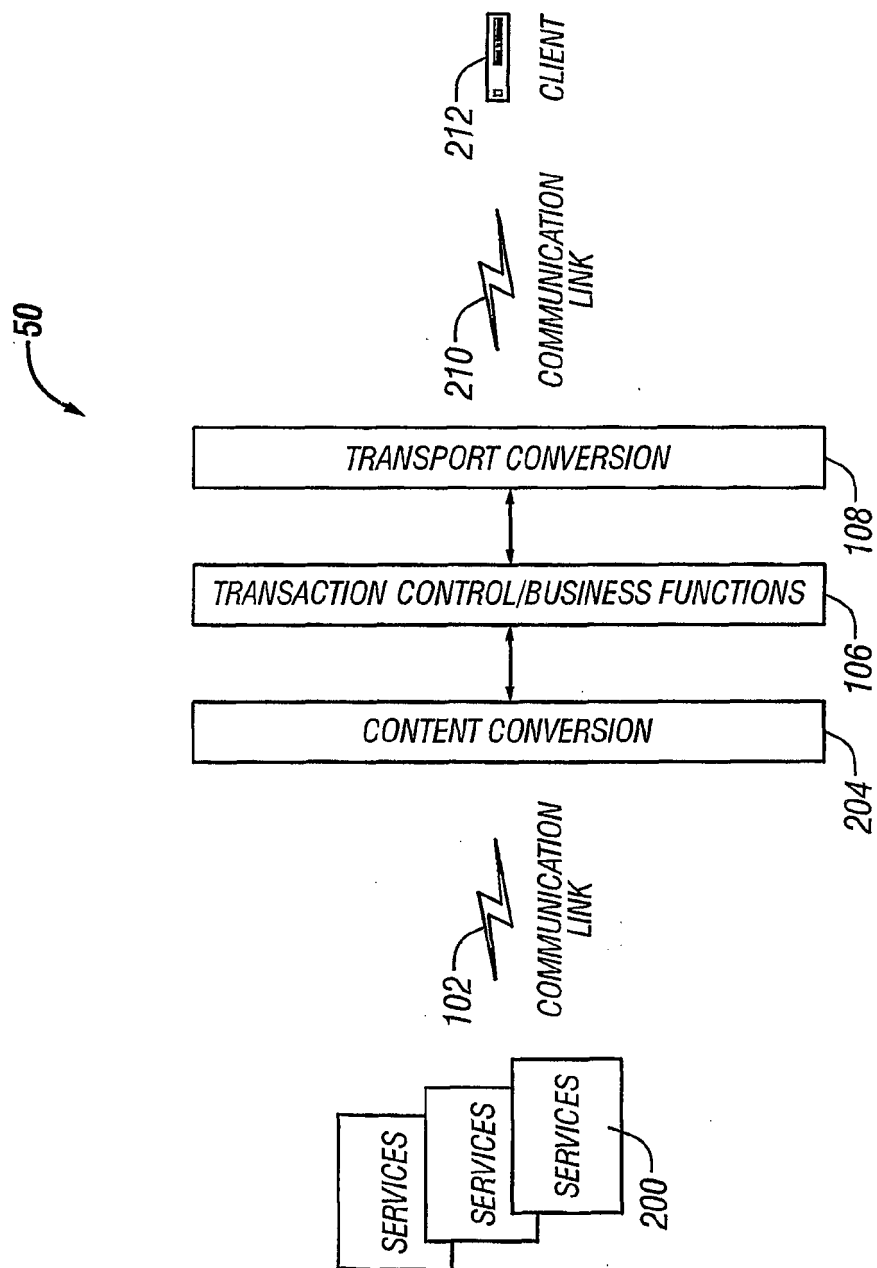 50
SERVICES
SERVICES
SERVICES
200
102
COMMUNICATION
LINK
CONTENT CONVERSION
204
TRANSACTION CONTROL/BUSINESS FUNCTIONS
106
TRANSPORT CONVERSION
108
210
COMMUNICATION
LINK
212
CLIENT